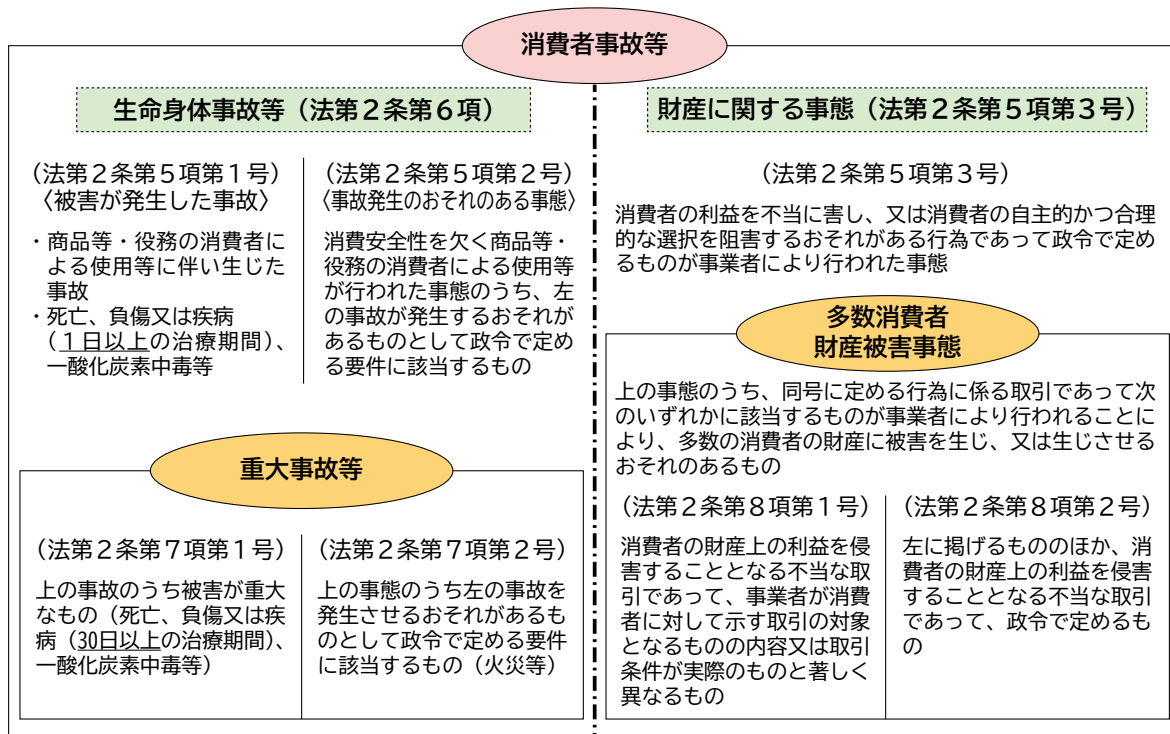 消費者事故等
生命身体事故等（法第２条第６項）
（法第２条第５項第１号）
〈被害が発生した事故〉
・商品等・役務の消費者に
よる使用等に伴い生じた
事故
・死亡、負傷又は疾病
（１日以上の治療期間）、
一酸化炭素中毒等
（法第２条第５項第２号）
〈事故発生のおそれのある事態〉
消費安全性を欠く商品等・
役務の消費者による使用等
が行われた事態のうち、左
の事故が発生するおそれが
あるものとして政令で定め
る要件に該当するもの
重大事故等
（法第２条第７項第１号）
上の事故のうち被害が重大
なもの（死亡、負傷又は疾
病（30日以上の治療期間）、
一酸化炭素中毒等）
（法第２条第７項第２号）
上の事態のうち左の事故を
発生させるおそれがあるも
のとして政令で定める要件
に該当するもの（火災等）
財産に関する事態（法第２条第５項第３号）
（法第２条第５項第３号）
消費者の利益を不当に害し、又は消費者の自主的かつ合理
的な選択を阻害するおそれがある行為であって政令で定め
るものが事業者により行われた事態
多数消費者
財産被害事態
上の事態のうち、同号に定める行為に係る取引であって次
のいずれかに該当するものが事業者により行われることに
より、多数の消費者の財産に被害を生じ、又は生じさせる
おそれのあるもの
（法第２条第８項第１号）
消費者の財産上の利益を侵
害することとなる不当な取
引であって、事業者が消費
者に対して示す取引の対象
となるものの内容又は取引
条件が実際のものと著しく
異なるもの
（法第２条第８項第２号）
左に掲げるもののほか、消
費者の財産上の利益を侵害
することとなる不当な取引
であって、政令で定めるも
の